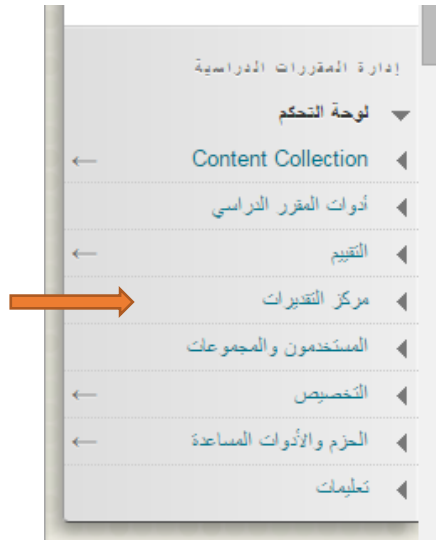 إدارة المقررات الدراسية
لوحة التحكم
Content Collection
أدوات المقرر الدراسي
التقييم
مركز التقديرات
المستخدمون والمجموعات
التخصيص
الحزم والأدوات المساعدة
تعليمات